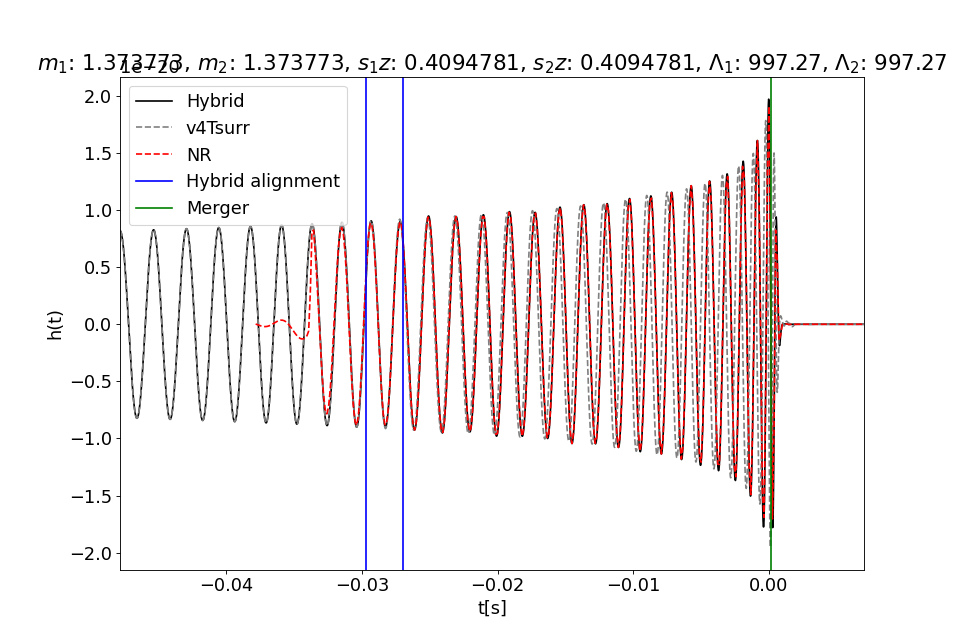 m₁: 1.373773, m₂: 1.373773, s₁z: 0.4094781, s₂z: 0.4094781, Λ₁: 997.27, Λ₂: 997.27
1e−20
Hybrid
v4Tsurr
NR
Hybrid alignment
Merger
2.0
1.5
1.0
0.5
0.0
−0.5
−1.0
−1.5
−2.0
h(t)
−0.04 −0.03 −0.02 −0.01 0.00
t[s]